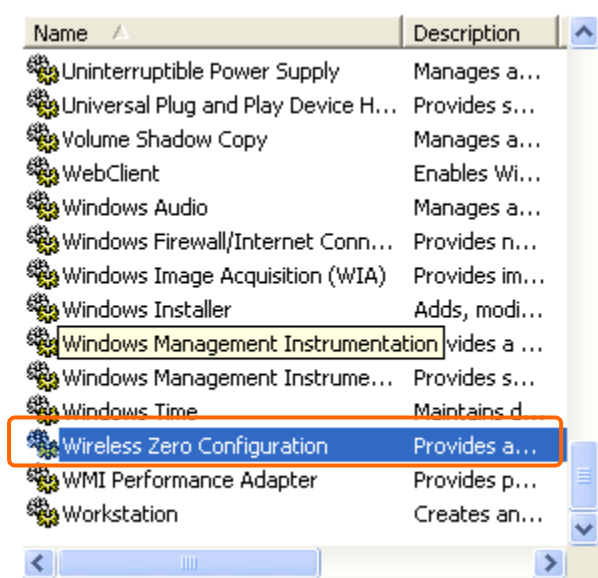 Name Description
Uninterruptible Power Supply Manages a...
Universal Plug and Play Device H... Provides s...
Volume Shadow Copy Manages a...
WebClient Enables Wi...
Windows Audio Manages a...
Windows Firewall/Internet Conn... Provides n...
Windows Image Acquisition (WIA) Provides im...
Windows Installer Adds, modi...
Windows Management Instrumentation vides a ...
Windows Management Instrume... Provides s...
Windows Time Maintains d...
Wireless Zero Configuration Provides a...
WMI Performance Adapter Provides p...
Workstation Creates an...